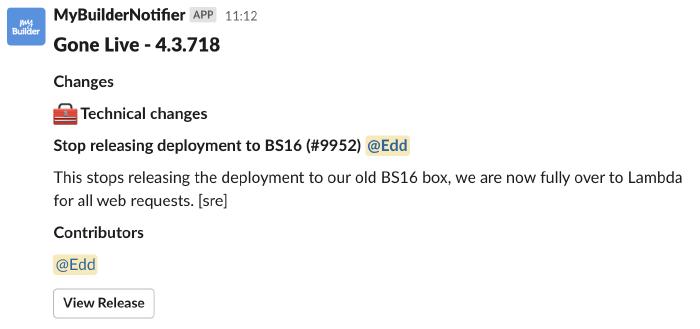 my
Builder
MyBuilderNotifier APP 11:12
Gone Live - 4.3.718
Changes
Technical changes
Stop releasing deployment to BS16 (#9952) @Edd
This stops releasing the deployment to our old BS16 box, we are now fully over to Lambda
for all web requests. [sre]
Contributors
@Edd
View Release